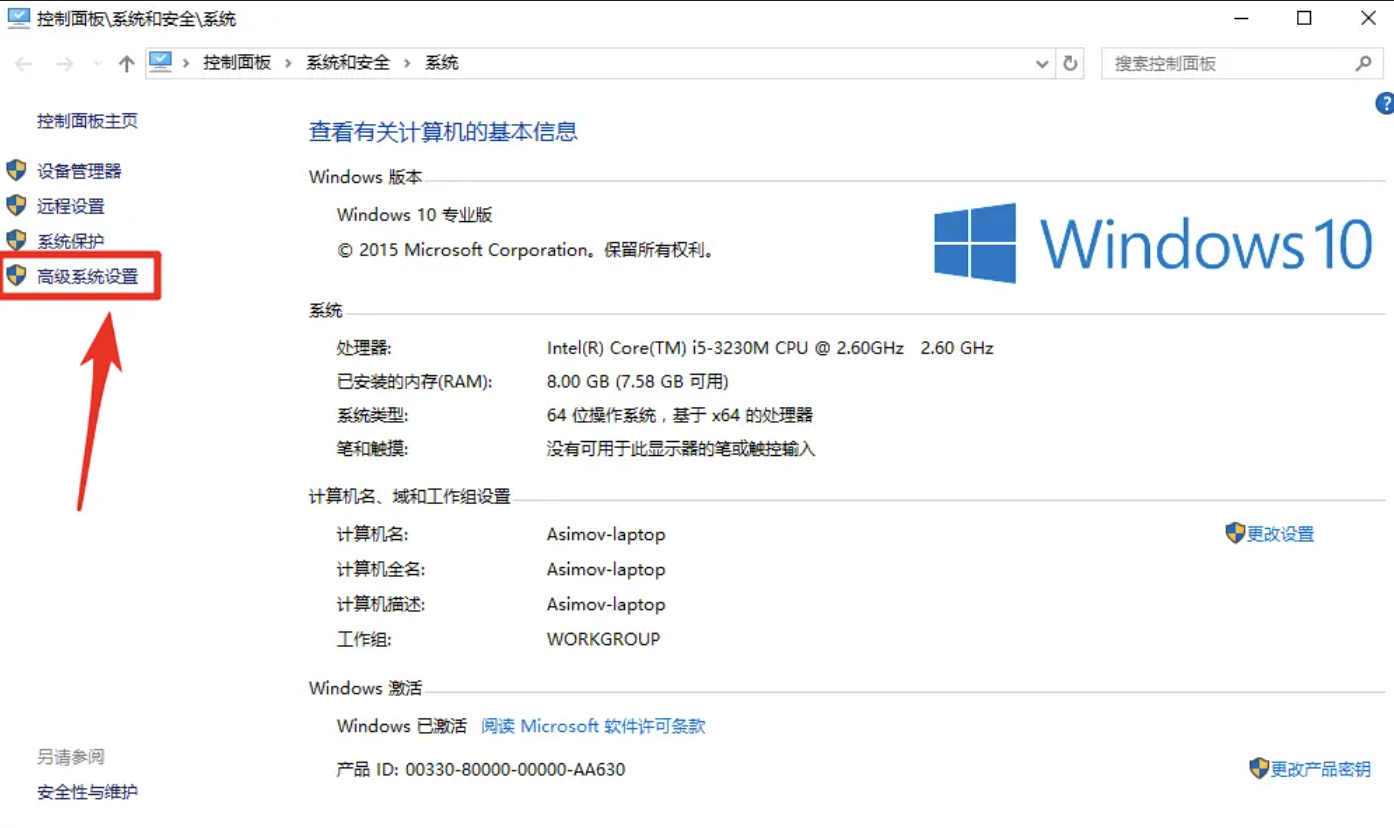 控制面板\系统和安全\系统
控制面板 › 系统和安全 › 系统
搜索控制面板
?
控制面板主页
设备管理器
远程设置
系统保护
高级系统设置
查看有关计算机的基本信息
Windows 版本
Windows 10 专业版
© 2015 Microsoft Corporation。保留所有权利。
Windows 10
系统
处理器: Intel(R) Core(TM) i5-3230M CPU @ 2.60GHz 2.60 GHz
已安装的内存(RAM): 8.00 GB (7.58 GB 可用)
系统类型: 64 位操作系统，基于 x64 的处理器
笔和触摸: 没有可用于此显示器的笔或触控输入
计算机名、域和工作组设置
计算机名: Asimov-laptop 更改设置
计算机全名: Asimov-laptop
计算机描述: Asimov-laptop
工作组: WORKGROUP
Windows 激活
Windows 已激活 阅读 Microsoft 软件许可条款
产品 ID: 00330-80000-00000-AA630 更改产品密钥
另请参阅
安全性与维护